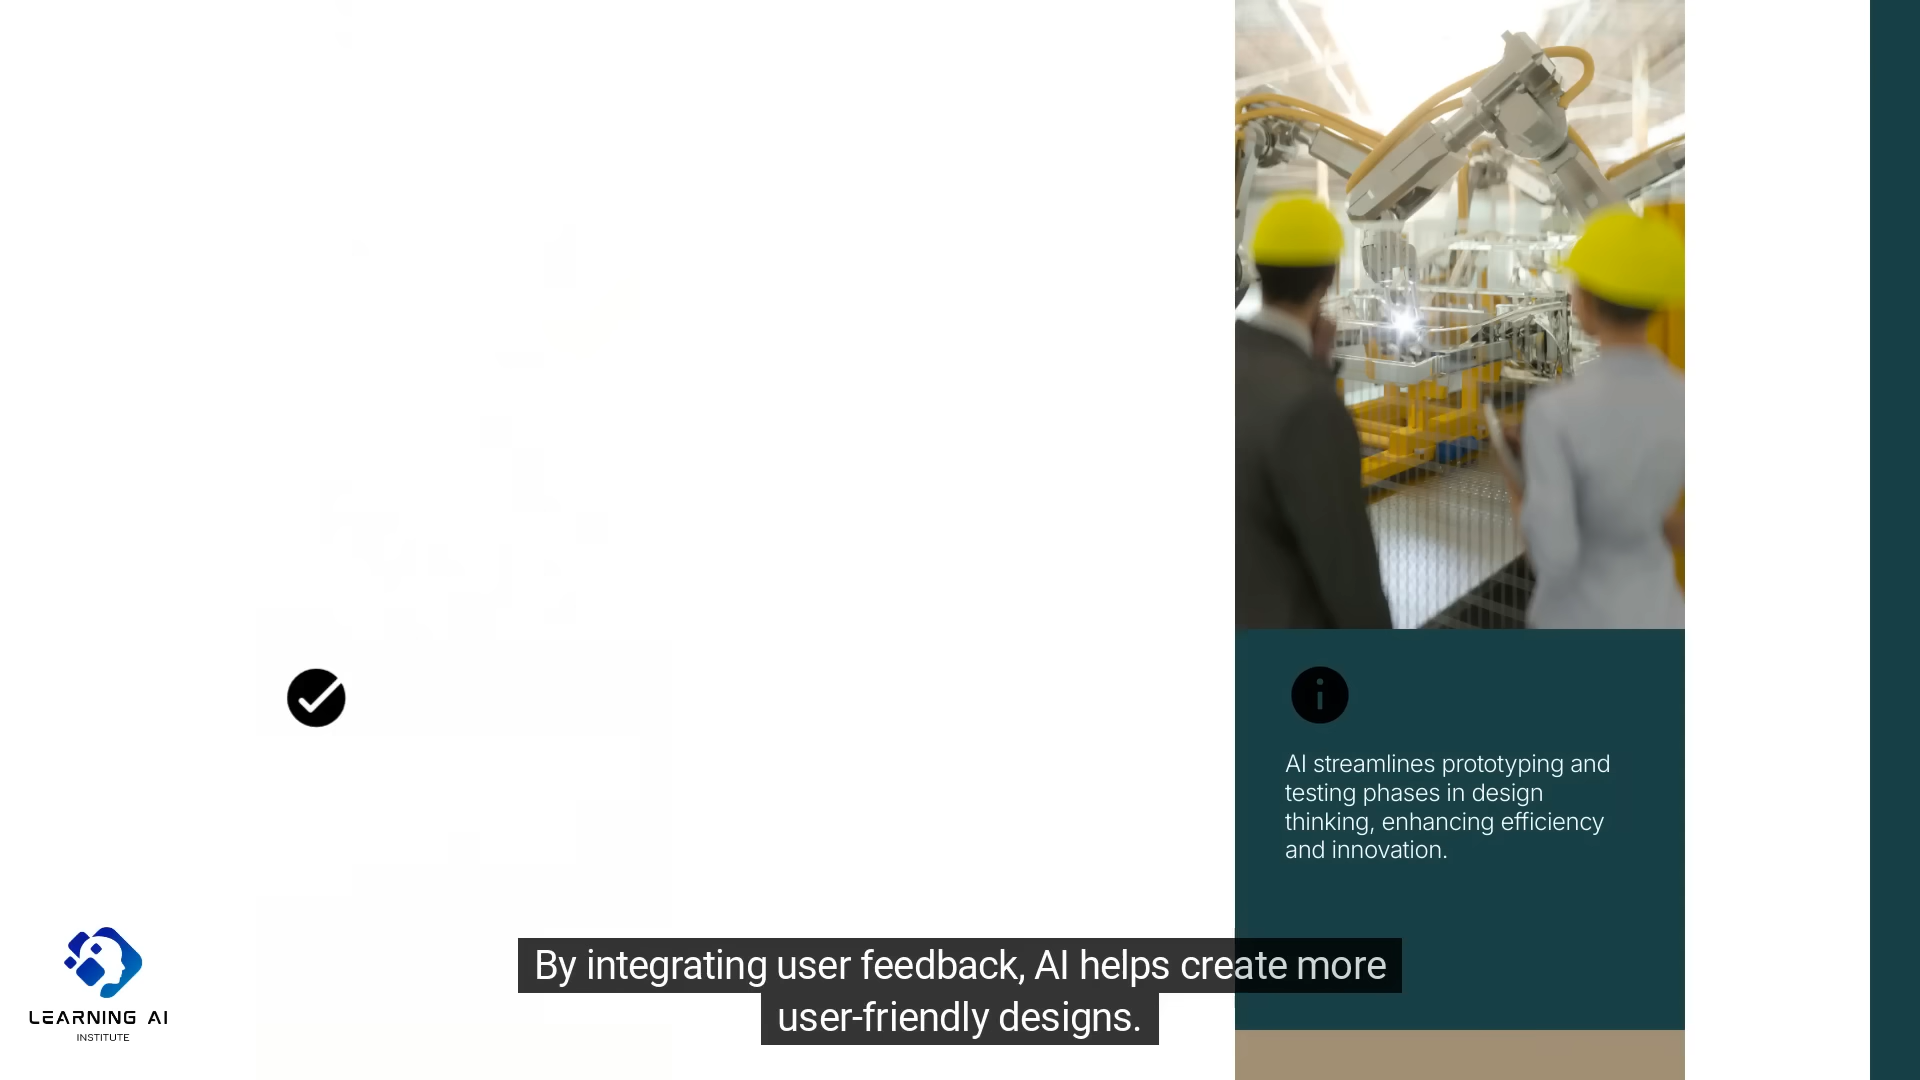 AI streamlines prototyping and
testing phases in design
thinking, enhancing efficiency
and innovation.
By integrating user feedback, AI helps create more
user-friendly designs.
LEARNING AI
INSTITUTE